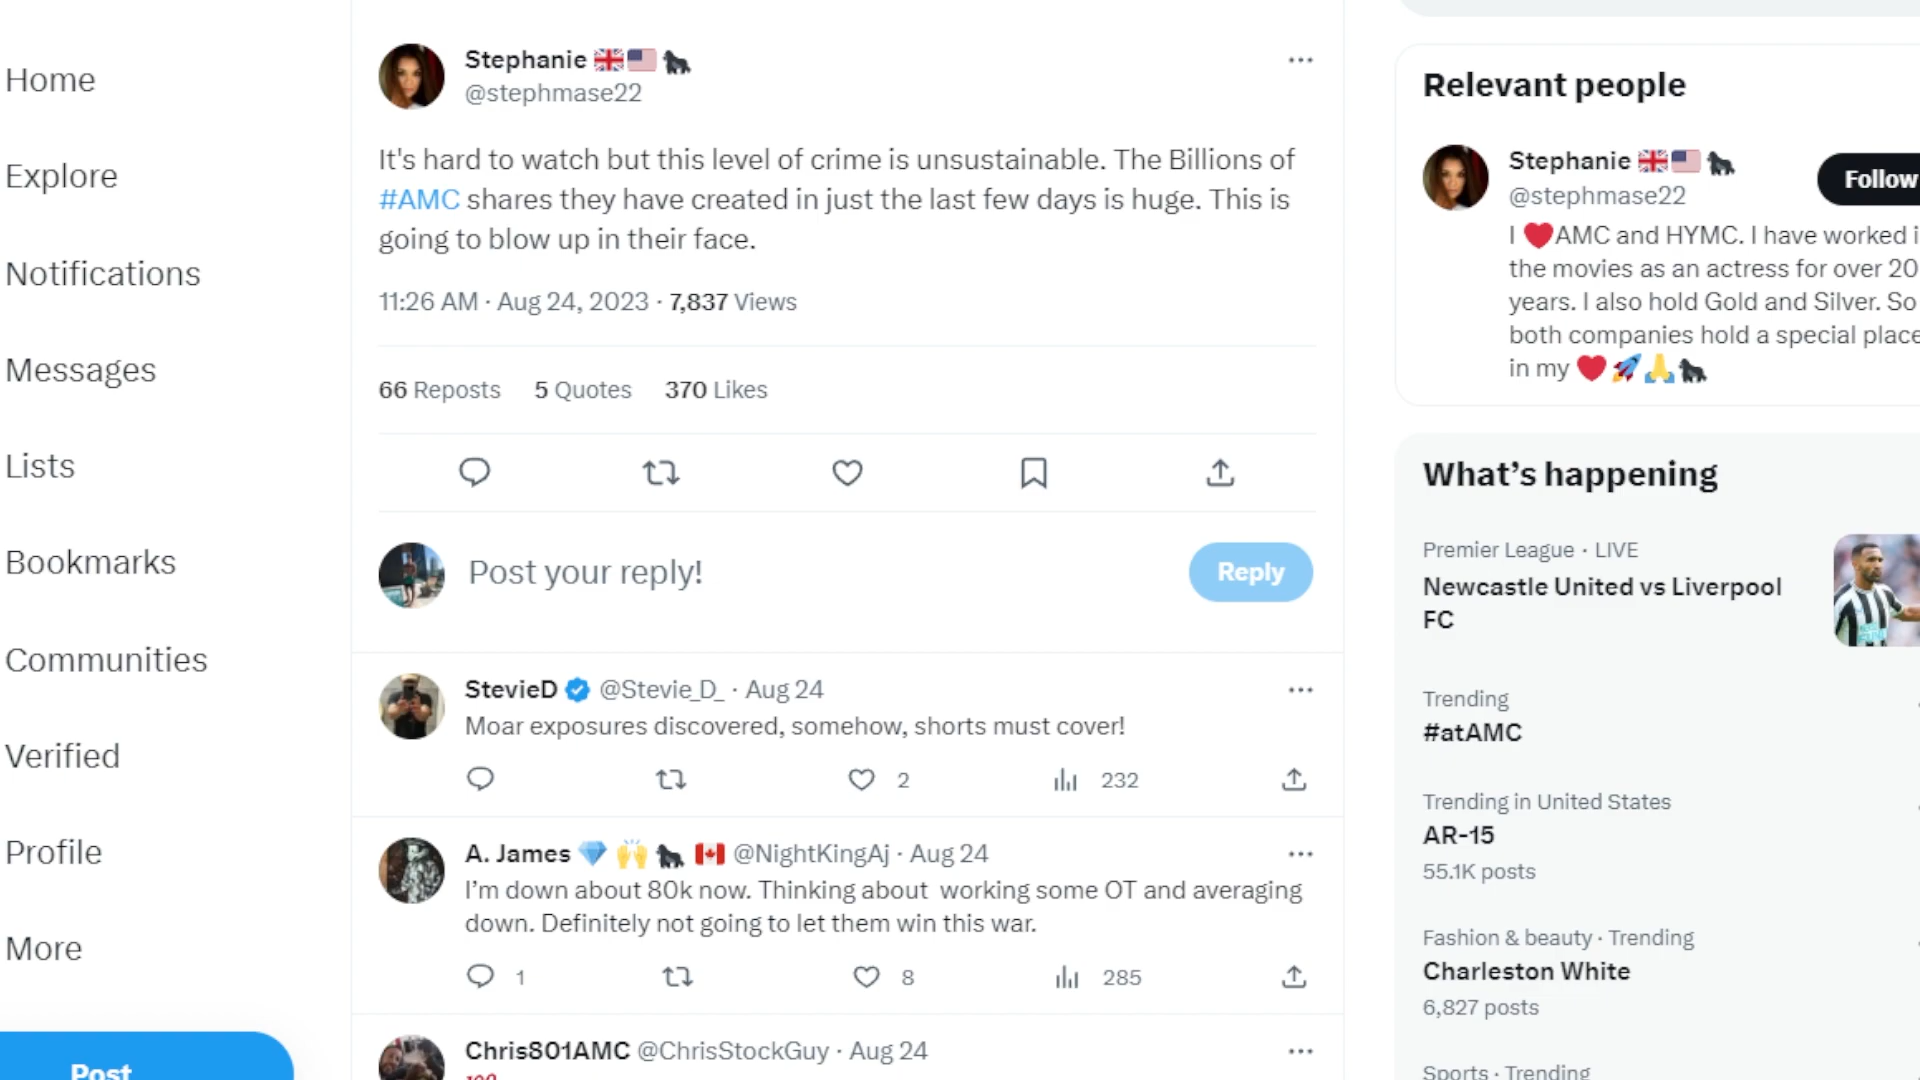 Home
Explore
Notifications
Messages
Lists
Bookmarks
Communities
Verified
Profile
More
Post
Stephanie 🇬🇧🇺🇸🦍
@stephmase22
It's hard to watch but this level of crime is unsustainable. The Billions of
#AMC shares they have created in just the last few days is huge. This is
going to blow up in their face.
11:26 AM · Aug 24, 2023 · 7,837 Views
66 Reposts 5 Quotes 370 Likes
Post your reply!
Reply
StevieD @Stevie_D_ · Aug 24
Moar exposures discovered, somehow, shorts must cover!
2 232
A. James 💎 🙌 🦍 🇨🇦 @NightKingAj · Aug 24
I’m down about 80k now. Thinking about  working some OT and averaging
down. Definitely not going to let them win this war.
1 8 285
Chris801AMC @ChrisStockGuy · Aug 24
Relevant people
Stephanie 🇬🇧🇺🇸🦍
@stephmase22
Follow
I ❤️AMC and HYMC. I have worked i
the movies as an actress for over 20
years. I also hold Gold and Silver. So
both companies hold a special place
in my ❤️🚀🙏🦍
What’s happening
Premier League · LIVE
Newcastle United vs Liverpool
FC
Trending
#atAMC
Trending in United States
AR-15
55.1K posts
Fashion & beauty · Trending
Charleston White
6,827 posts
Sports · Trending